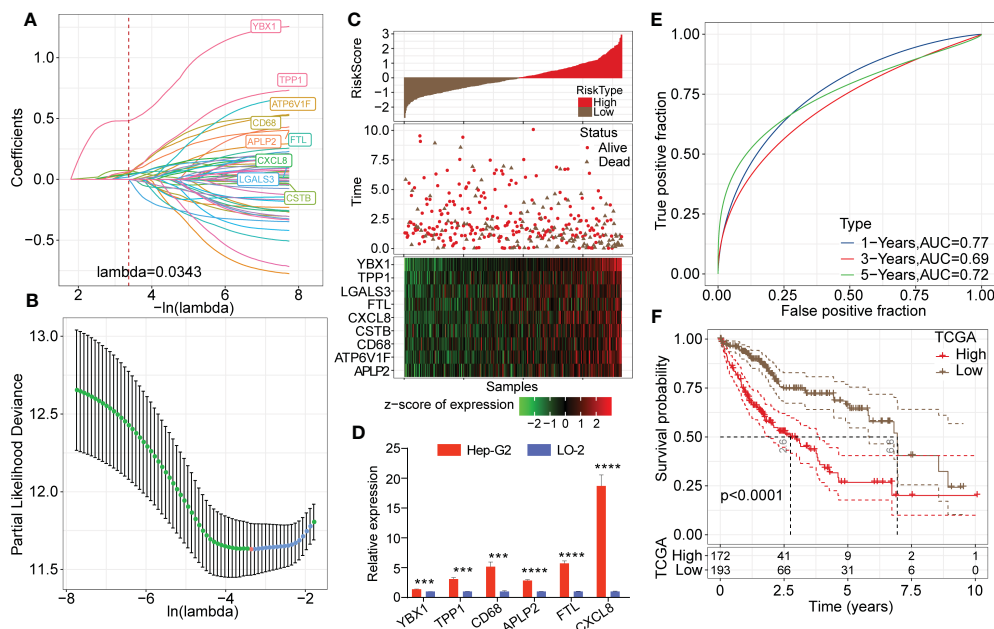 A
YBX1
TPP1
ATP6V1F
CD68
APLP2
FTL
CXCL8
LGALS3
CSTB
1.0
0.5
0.0
−0.5
Coefficients
lambda=0.0343
2 4 6 8
−ln(lambda)
B
13.0
12.5
12.0
11.5
Partial Likelihood Deviance
−8 −6 −4 −2
ln(lambda)
C
3
2
1
0
−1
−2
RiskScore
RiskType
High
Low
10.0
7.5
5.0
2.5
0.0
Time
Status
Alive
Dead
YBX1
TPP1
LGALS3
FTL
CXCL8
CSTB
CD68
ATP6V1F
APLP2
Samples
z−score of expression
−2 −1 0 1 2
D
Hep-G2 LO-2
25
20
15
10
5
0
Relative expression
*** *** *** **** **** ****
YBX1 TPP1 CD68 APLP2 FTL CXCL8
E
1.00
0.75
0.50
0.25
0.00
True positive fraction
Type
1−Years,AUC=0.77
3−Years,AUC=0.69
5−Years,AUC=0.72
0.00 0.25 0.50 0.75 1.00
False positive fraction
F
TCGA
High
Low
1.00
0.75
0.50
0.25
0.00
Survival probability
2.6
6.8
p<0.0001
TCGA
High 172 41 9 2 1
Low 193 66 31 6 0
0 2.5 5 7.5 10
Time (years)